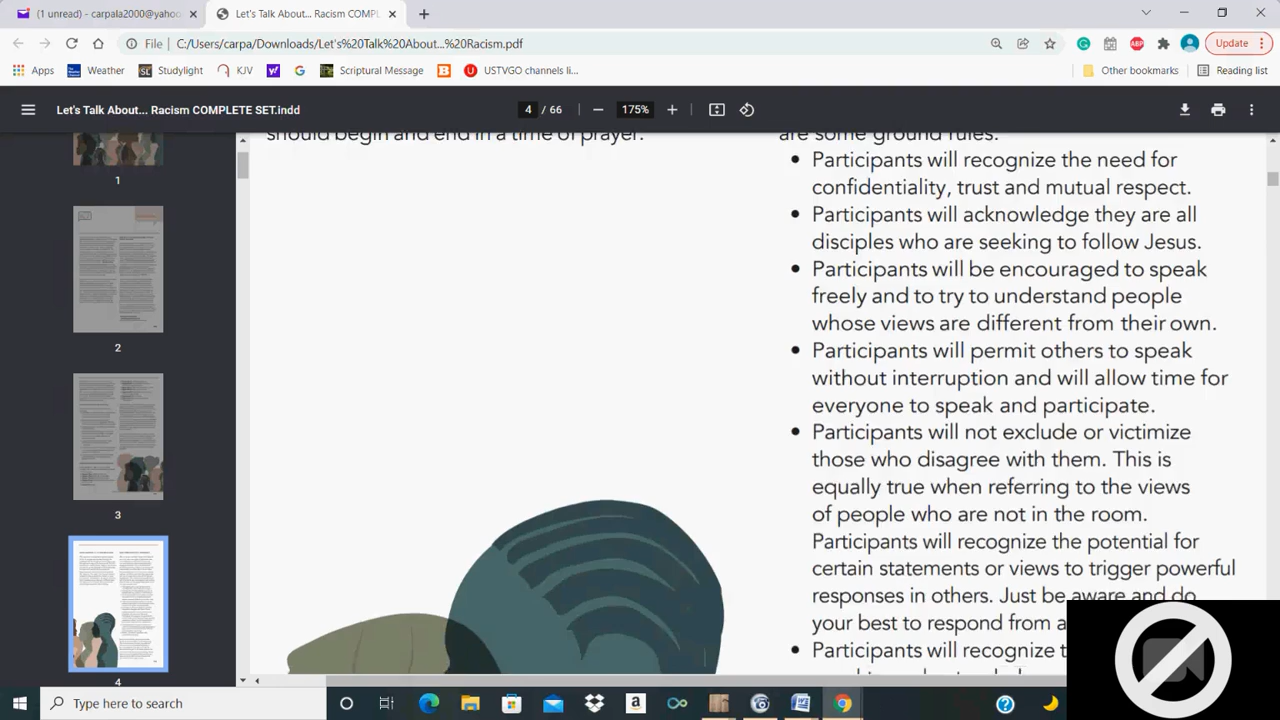 (1 unread) - carpala2000@yahoo
Let's Talk About... Racism COMPL
File C:/Users/carpa/Downloads/Let's%20Talk%20About...%20Racism.pdf
ABP
Update
Apps Weather Studylight KJV G Scriptural Message USTVGO channels li... Other bookmarks Reading list
Let's Talk About... Racism COMPLETE SET.indd
4 / 66
175%
1
2
3
4
should begin and end in a time of prayer.
are some ground rules.
• Participants will recognize the need for
confidentiality, trust and mutual respect.
• Participants will acknowledge they are all
disciples who are seeking to follow Jesus.
• Participants will be encouraged to speak
freely and to try to understand people
whose views are different from their own.
• Participants will permit others to speak
without interruption and will allow time for
everyone to speak and participate.
• Participants will not exclude or victimize
those who disagree with them. This is
equally true when referring to the views
of people who are not in the room.
Participants will recognize the potential for
certain statements or views to trigger powerful
responses in others. Just be aware and do
your best to respond from a
• Participants will recognize t
Type here to search